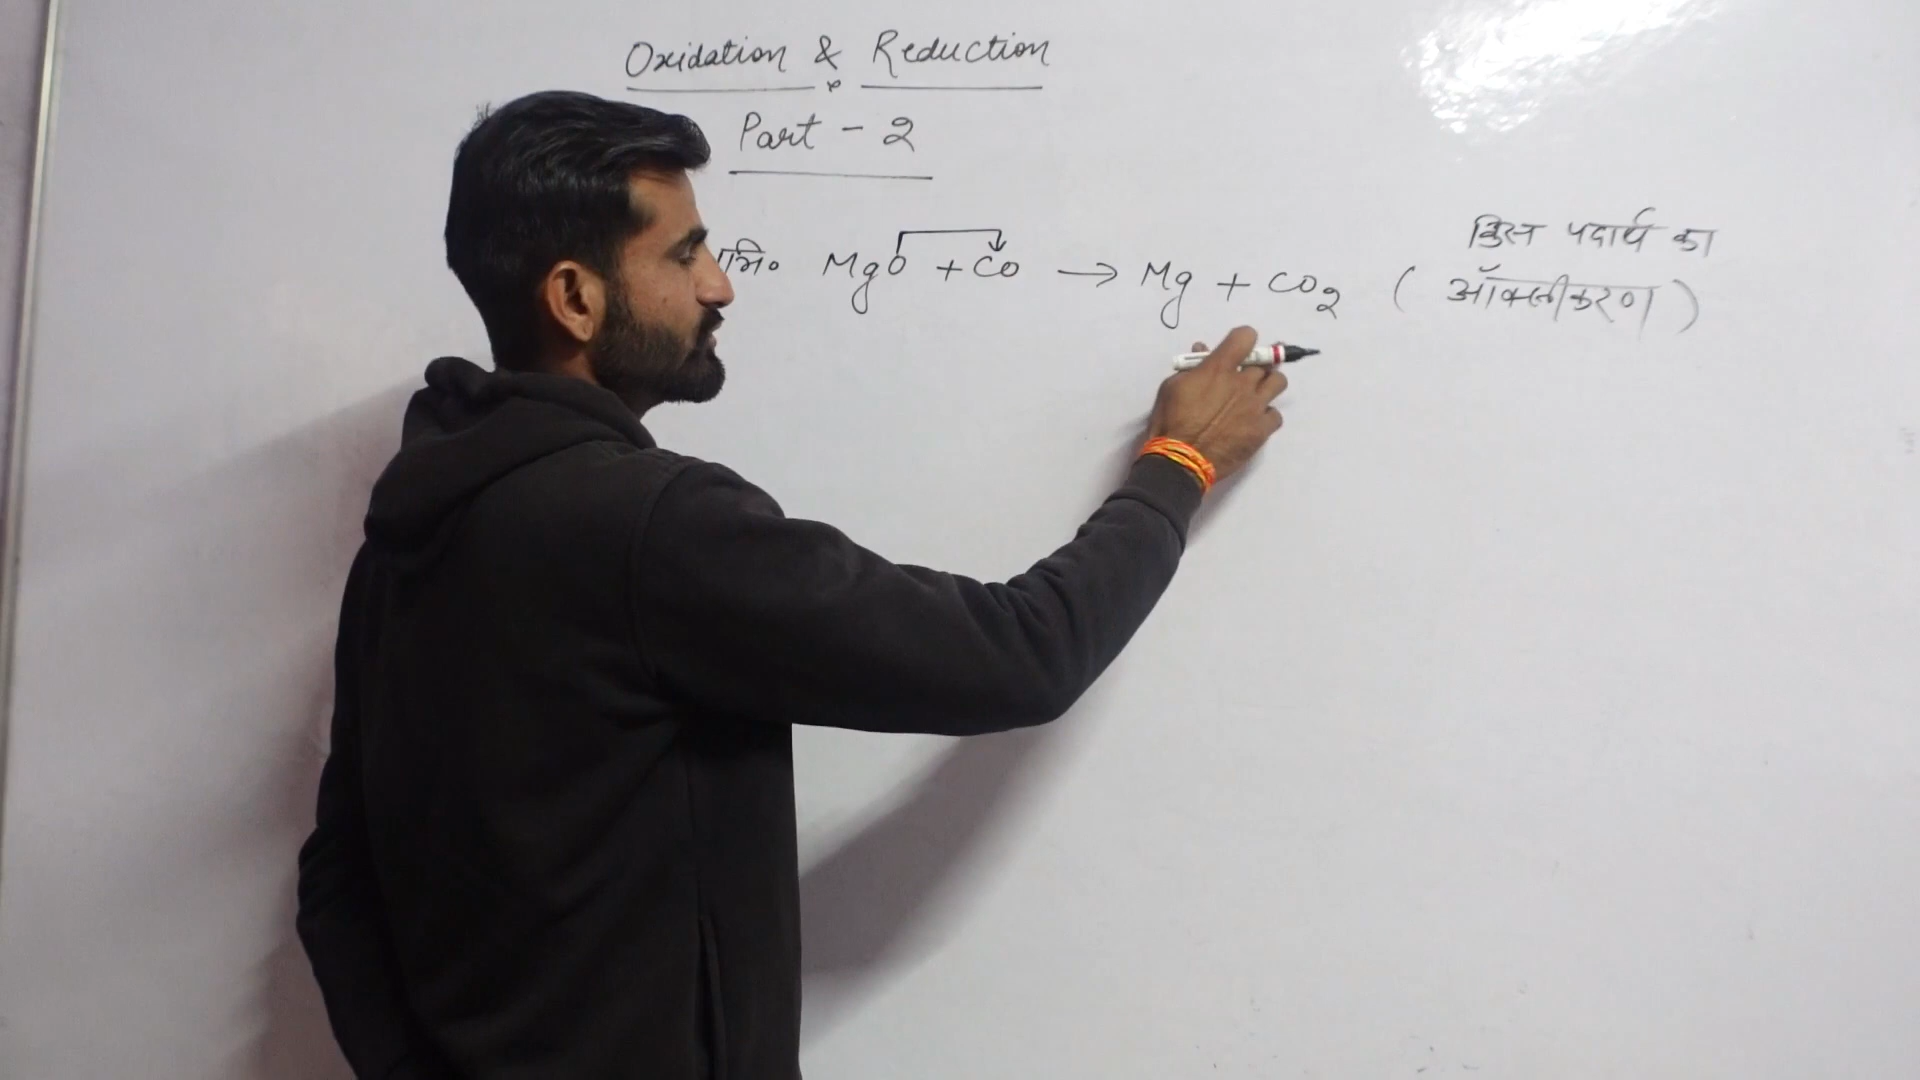 Oxidation & Reduction
Part - 2
MgO + CO → Mg + CO2 ( किस पदार्थ का
ऑक्सीकरण )